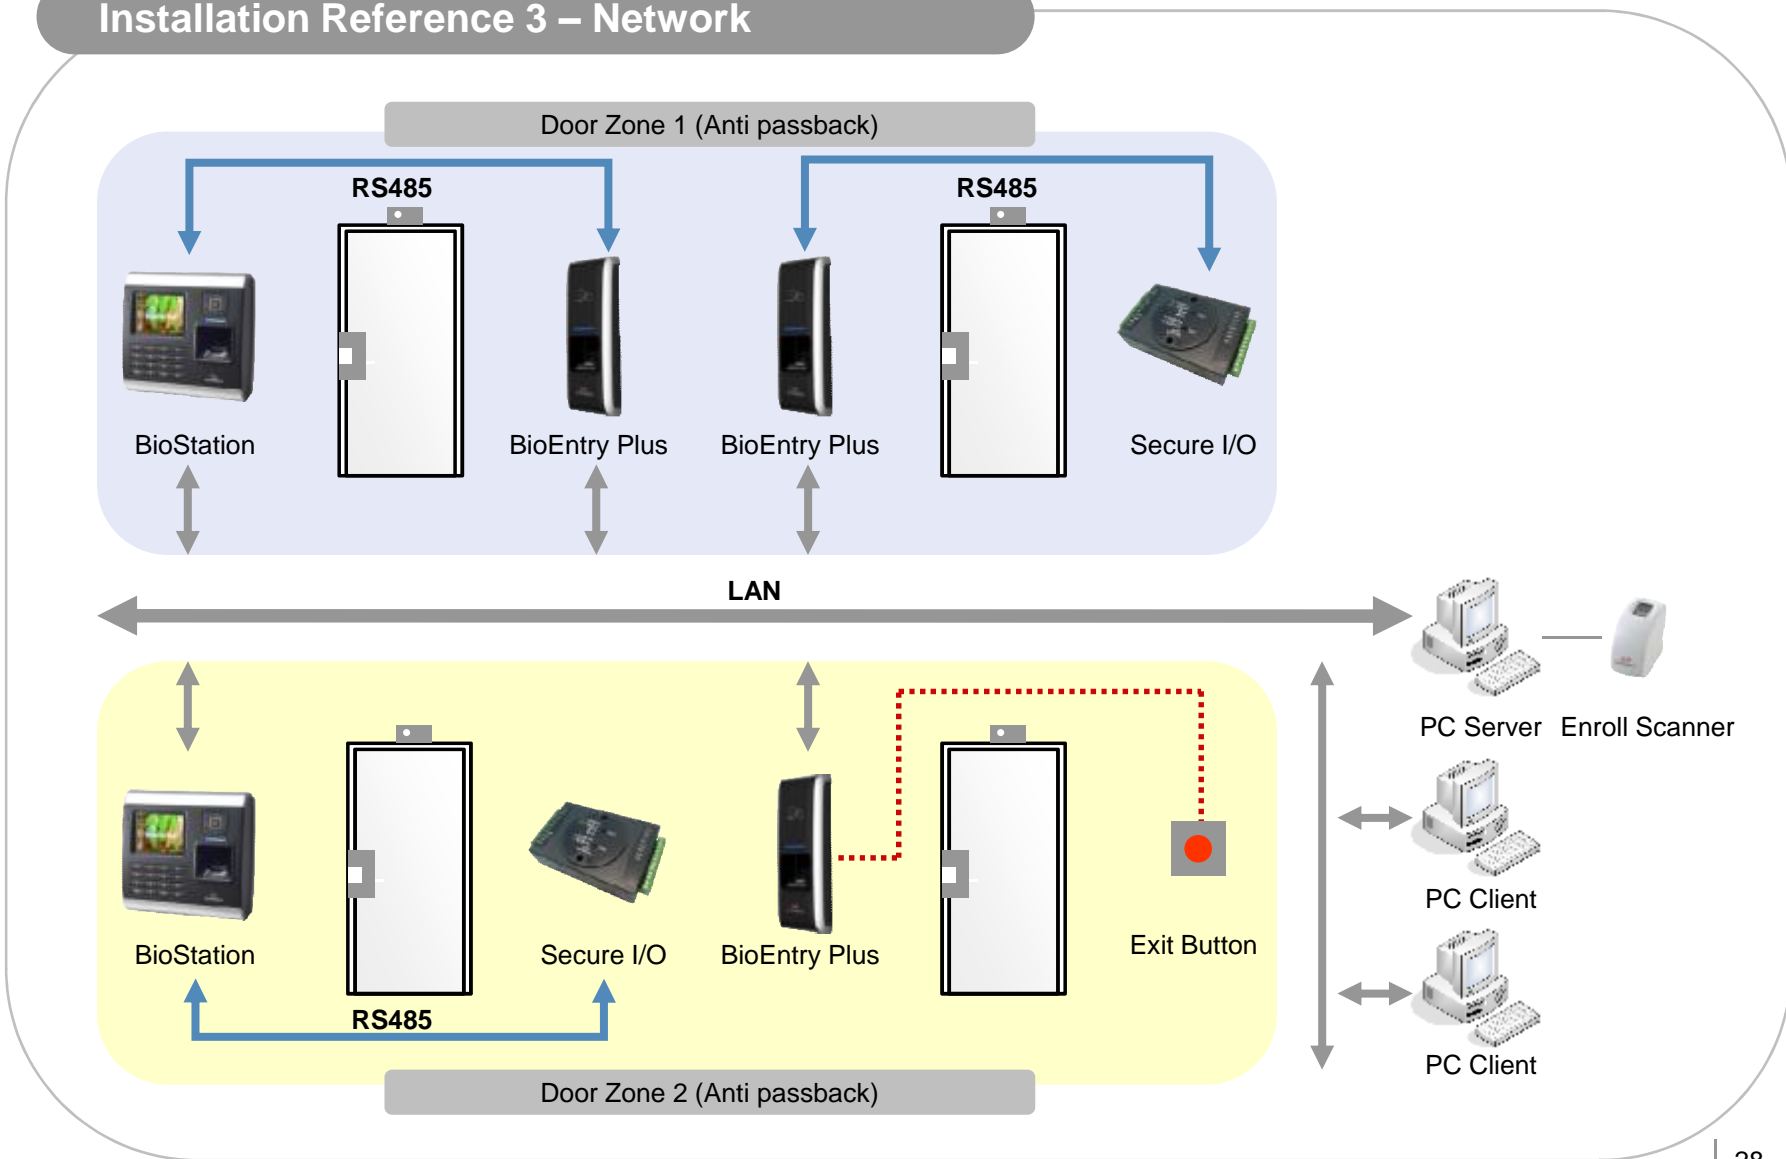 Installation Reference 3 – Network
Door Zone 1 (Anti passback)
RS485
RS485
BioStation
BioEntry Plus
BioEntry Plus
Secure I/O
LAN
PC Server
Enroll Scanner
PC Client
BioStation
Secure I/O
BioEntry Plus
Exit Button
RS485
PC Client
Door Zone 2 (Anti passback)